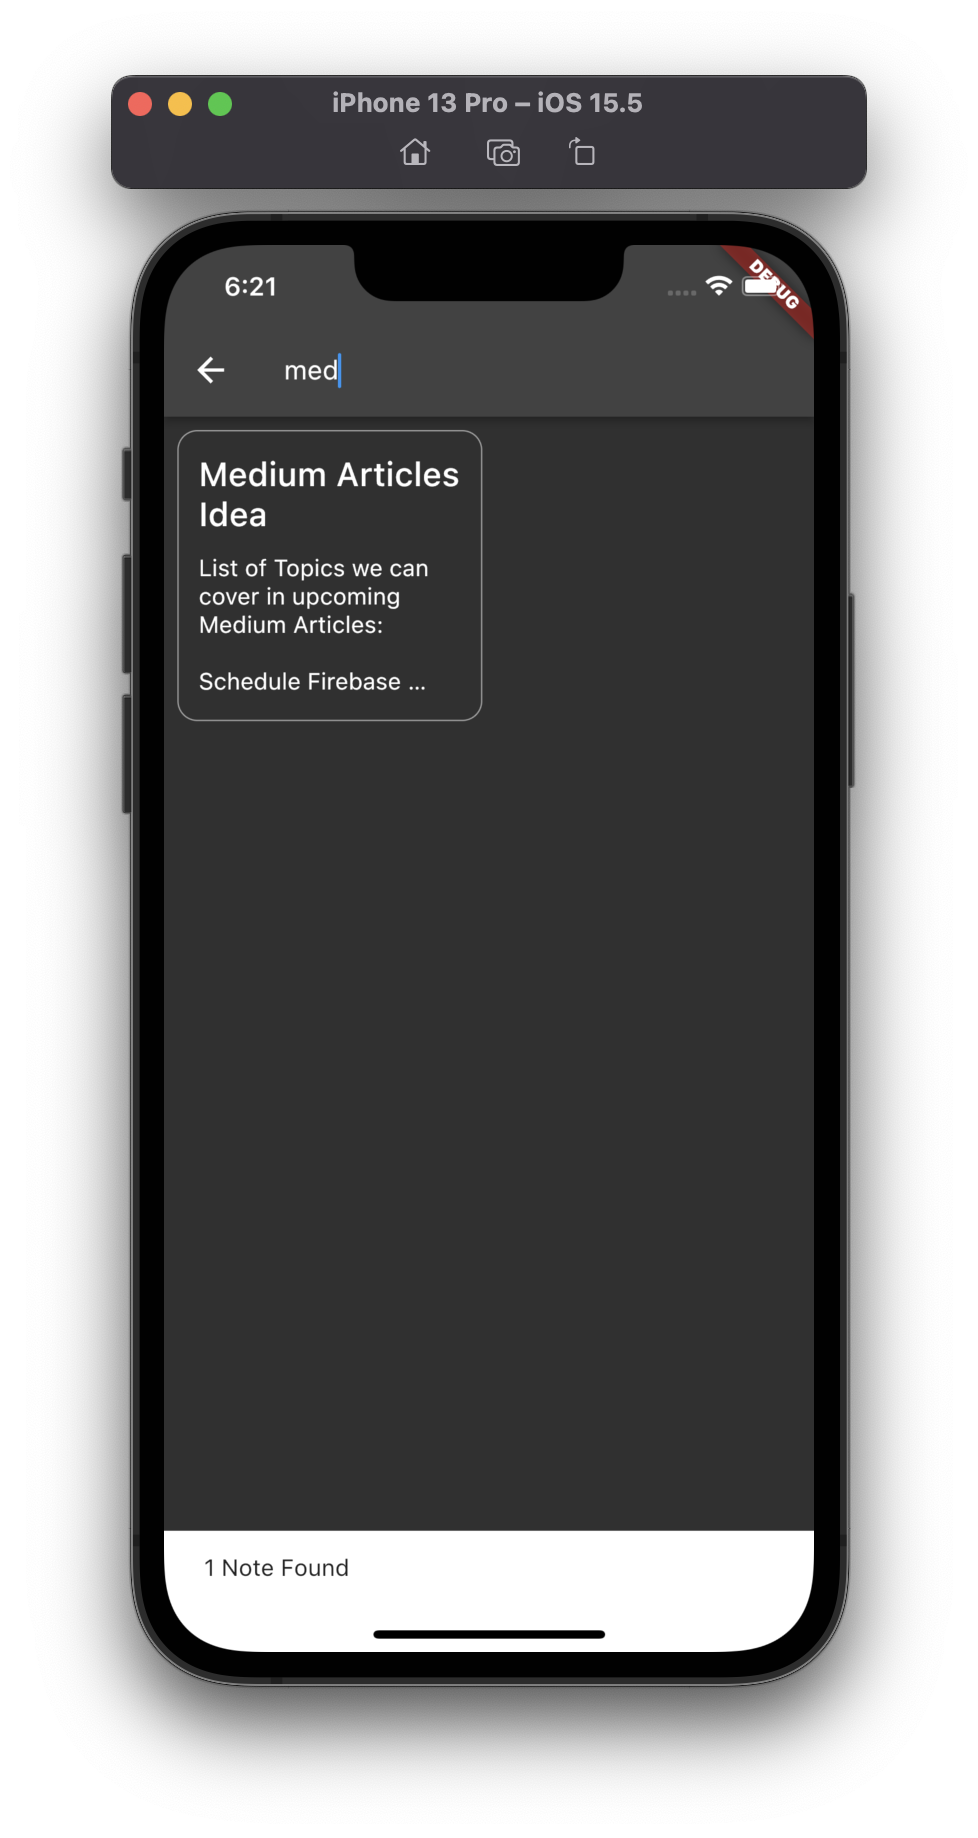 iPhone 13 Pro – iOS 15.5
6:21
DEBUG
med
Medium Articles
Idea
List of Topics we can
cover in upcoming
Medium Articles:
Schedule Firebase ...
1 Note Found